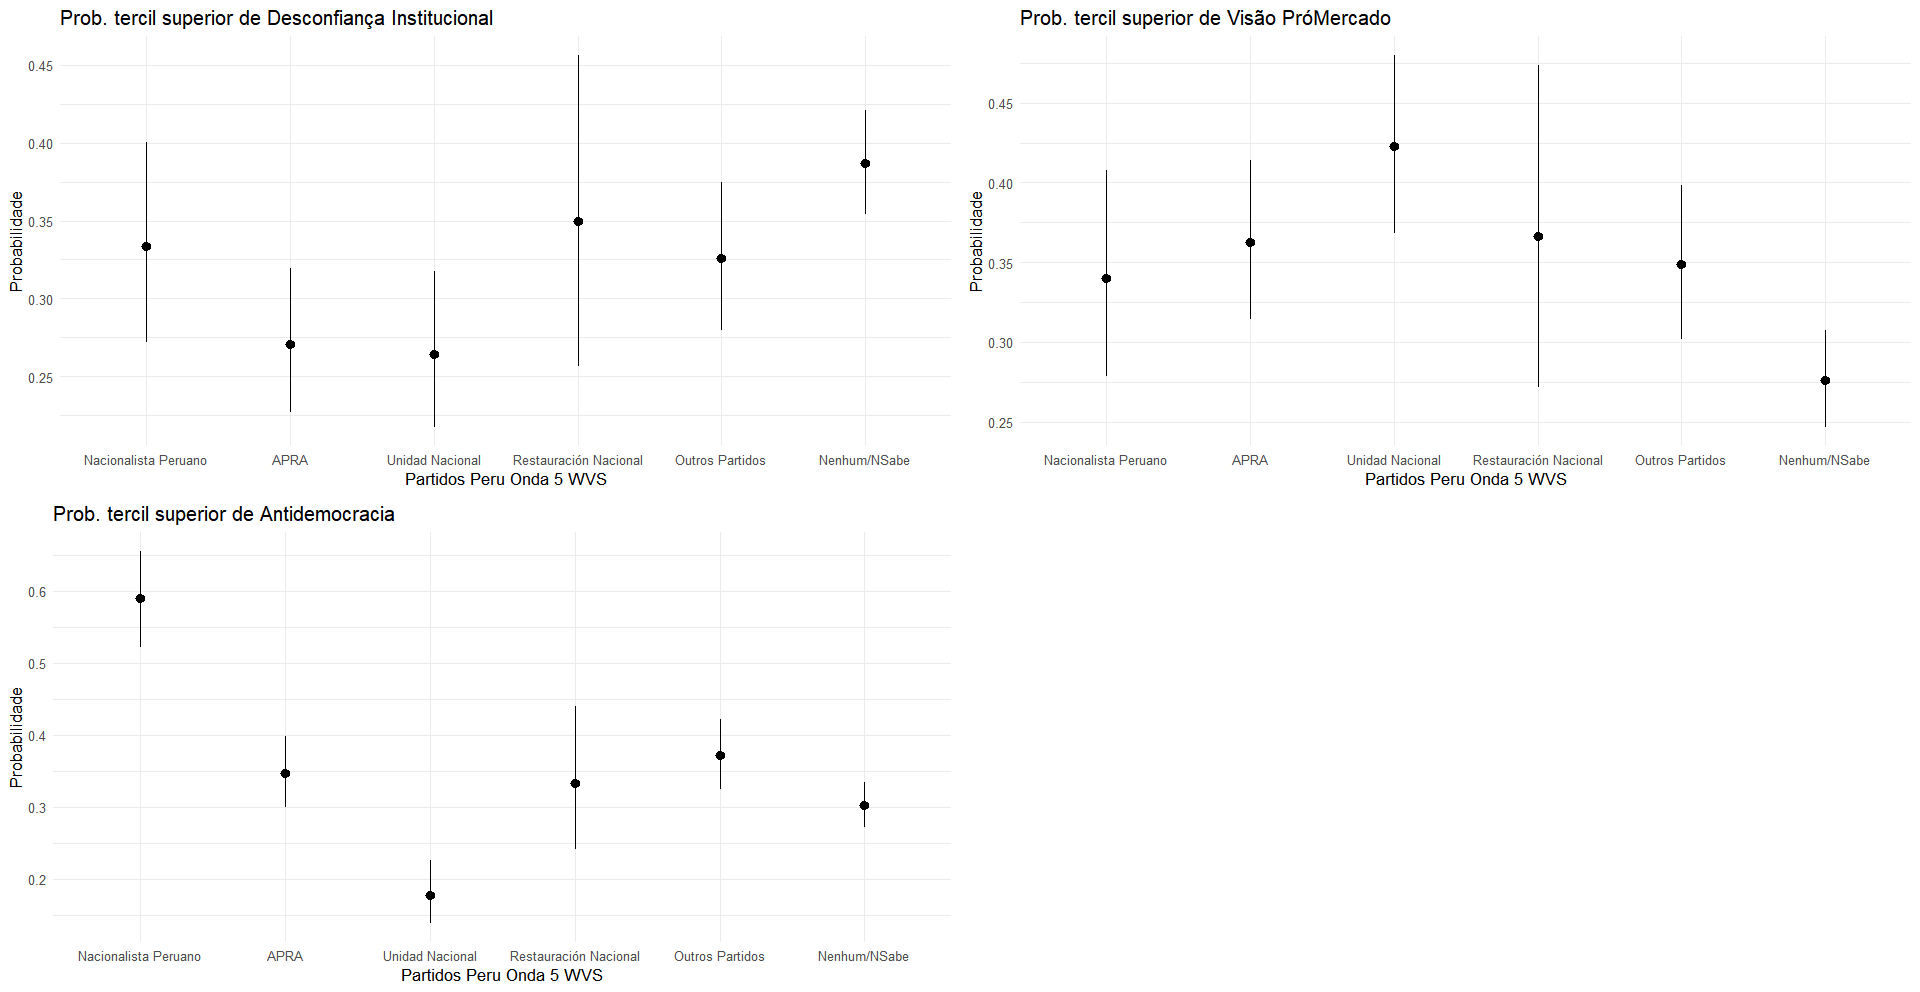 Prob. tercil superior de Desconfiança Institucional
0.45
0.40
0.35
0.30
0.25
Probabilidade
Nacionalista Peruano APRA Unidad Nacional Restauración Nacional Outros Partidos Nenhum/NSabe
Partidos Peru Onda 5 WVS
Prob. tercil superior de Visão PróMercado
0.45
0.40
0.35
0.30
0.25
Probabilidade
Nacionalista Peruano APRA Unidad Nacional Restauración Nacional Outros Partidos Nenhum/NSabe
Partidos Peru Onda 5 WVS
Prob. tercil superior de Antidemocracia
0.6
0.5
0.4
0.3
0.2
Probabilidade
Nacionalista Peruano APRA Unidad Nacional Restauración Nacional Outros Partidos Nenhum/NSabe
Partidos Peru Onda 5 WVS